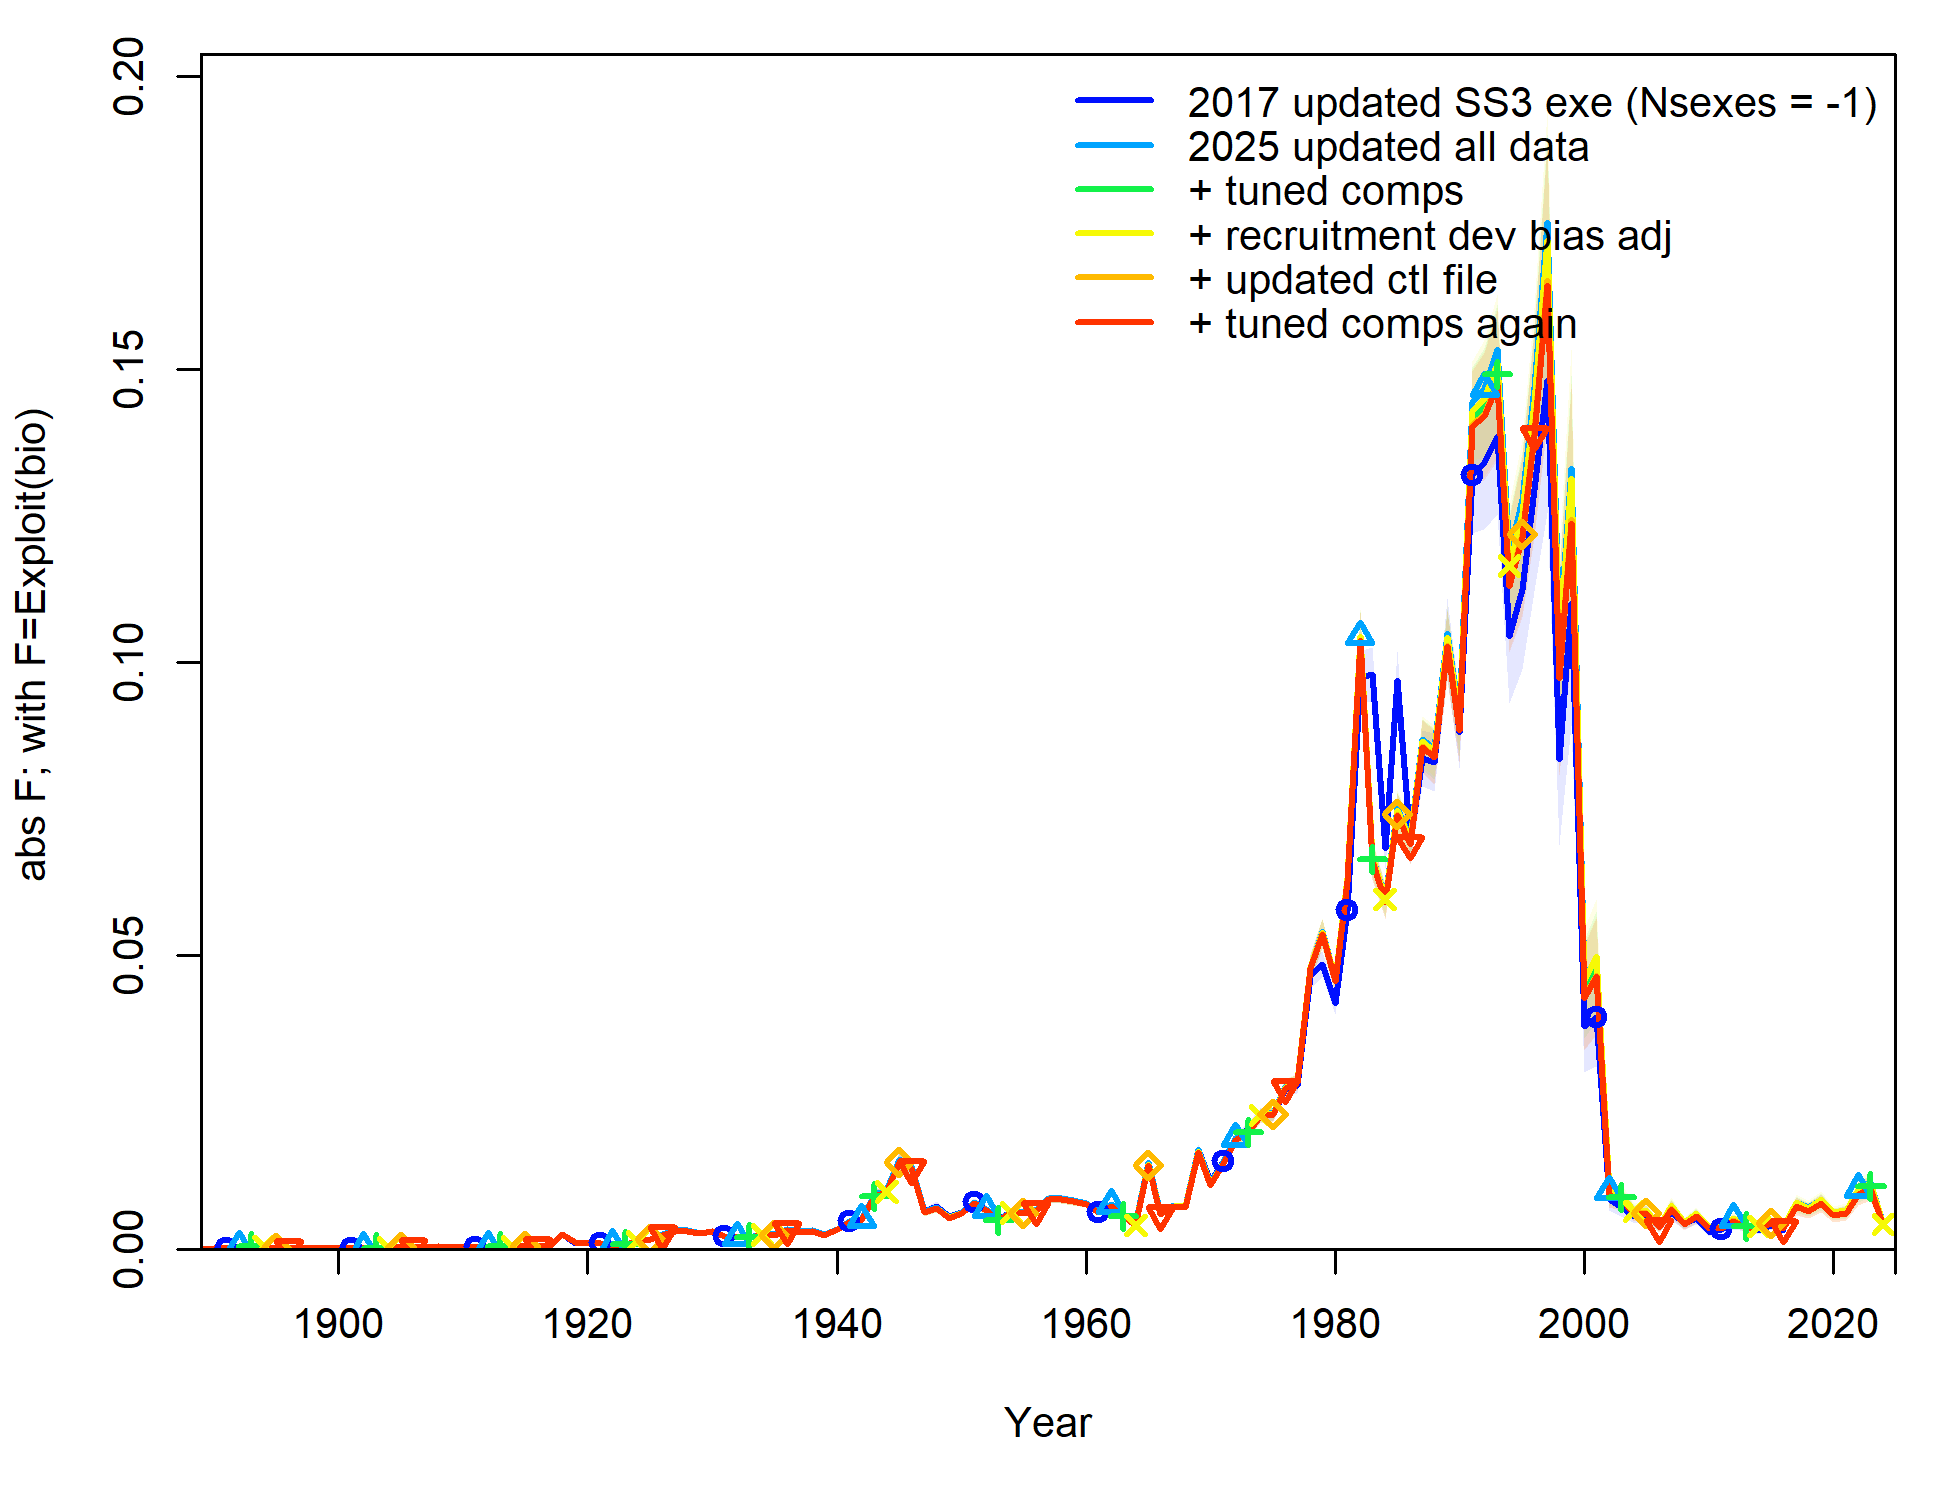 2017 updated SS3 exe (Nsexes = -1)
2025 updated all data
+ tuned comps
+ recruitment dev bias adj
+ updated ctl file
+ tuned comps again
abs F; with F=Exploit(bio)
0.20
0.15
0.10
0.05
0.00
1900 1920 1940 1960 1980 2000 2020
Year